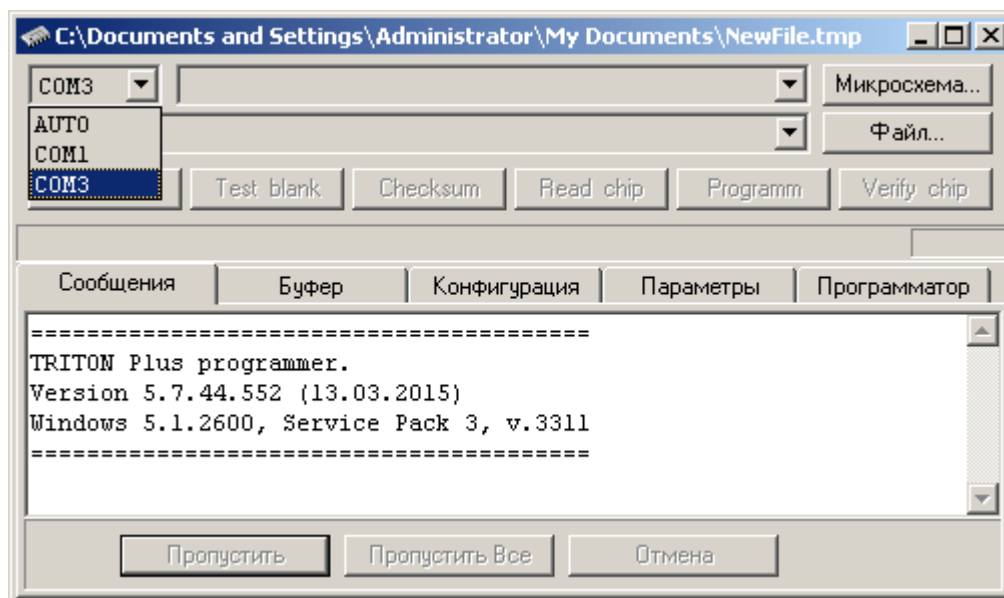 C:\Documents and Settings\Administrator\My Documents\NewFile.tmp
COM3
Микросхема...
AUTO
Файл...
COM1
COM3
Test blank
Checksum
Read chip
Programm
Verify chip
Сообщения
Буфер
Конфигурация
Параметры
Программатор
========================================
TRITON Plus programmer.
Version 5.7.44.552 (13.03.2015)
Windows 5.1.2600, Service Pack 3, v.3311
========================================
Пропустить
Пропустить Все
Отмена